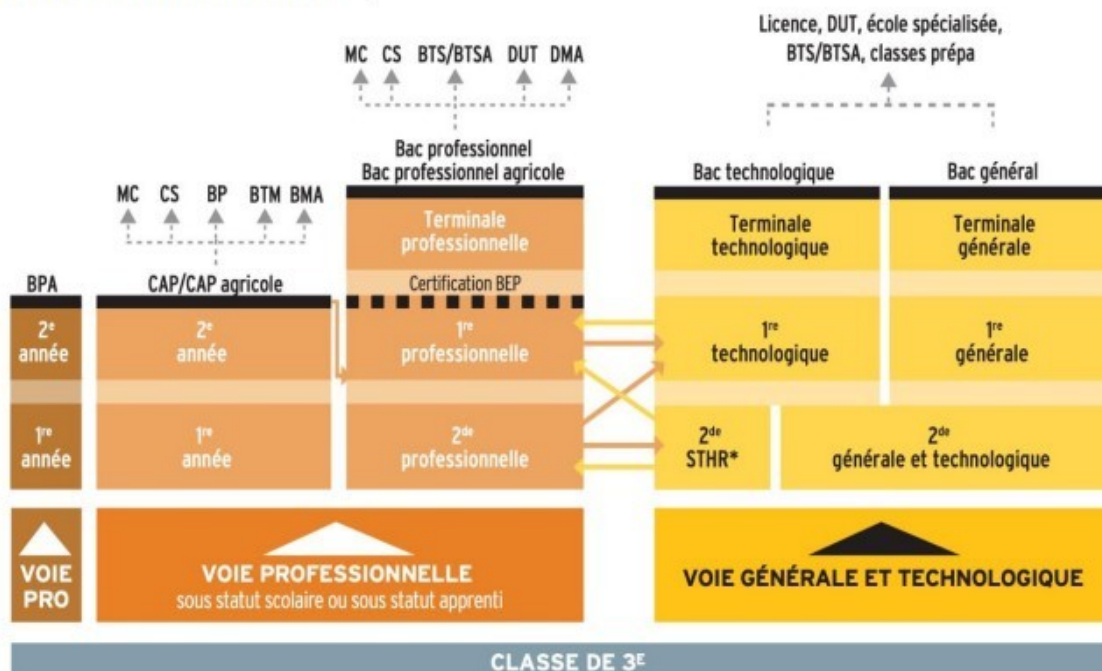 Licence, DUT, école spécialisée,
BTS/BTSA, classes prépa
MC CS BTS/BTSA DUT DMA
Bac professionnel
Bac professionnel agricole
Bac technologique
Bac général
MC CS BP BTM BMA
Terminale
professionnelle
Terminale
technologique
Terminale
générale
BPA
CAP/CAP agricole
Certification BEP
2e
année
2e
année
1re
professionnelle
1re
technologique
1re
générale
1re
année
1re
année
2de
professionnelle
2de
STHR*
2de
générale et technologique
VOIE
PRO
VOIE PROFESSIONNELLE
sous statut scolaire ou sous statut apprenti
VOIE GÉNÉRALE ET TECHNOLOGIQUE
CLASSE DE 3E